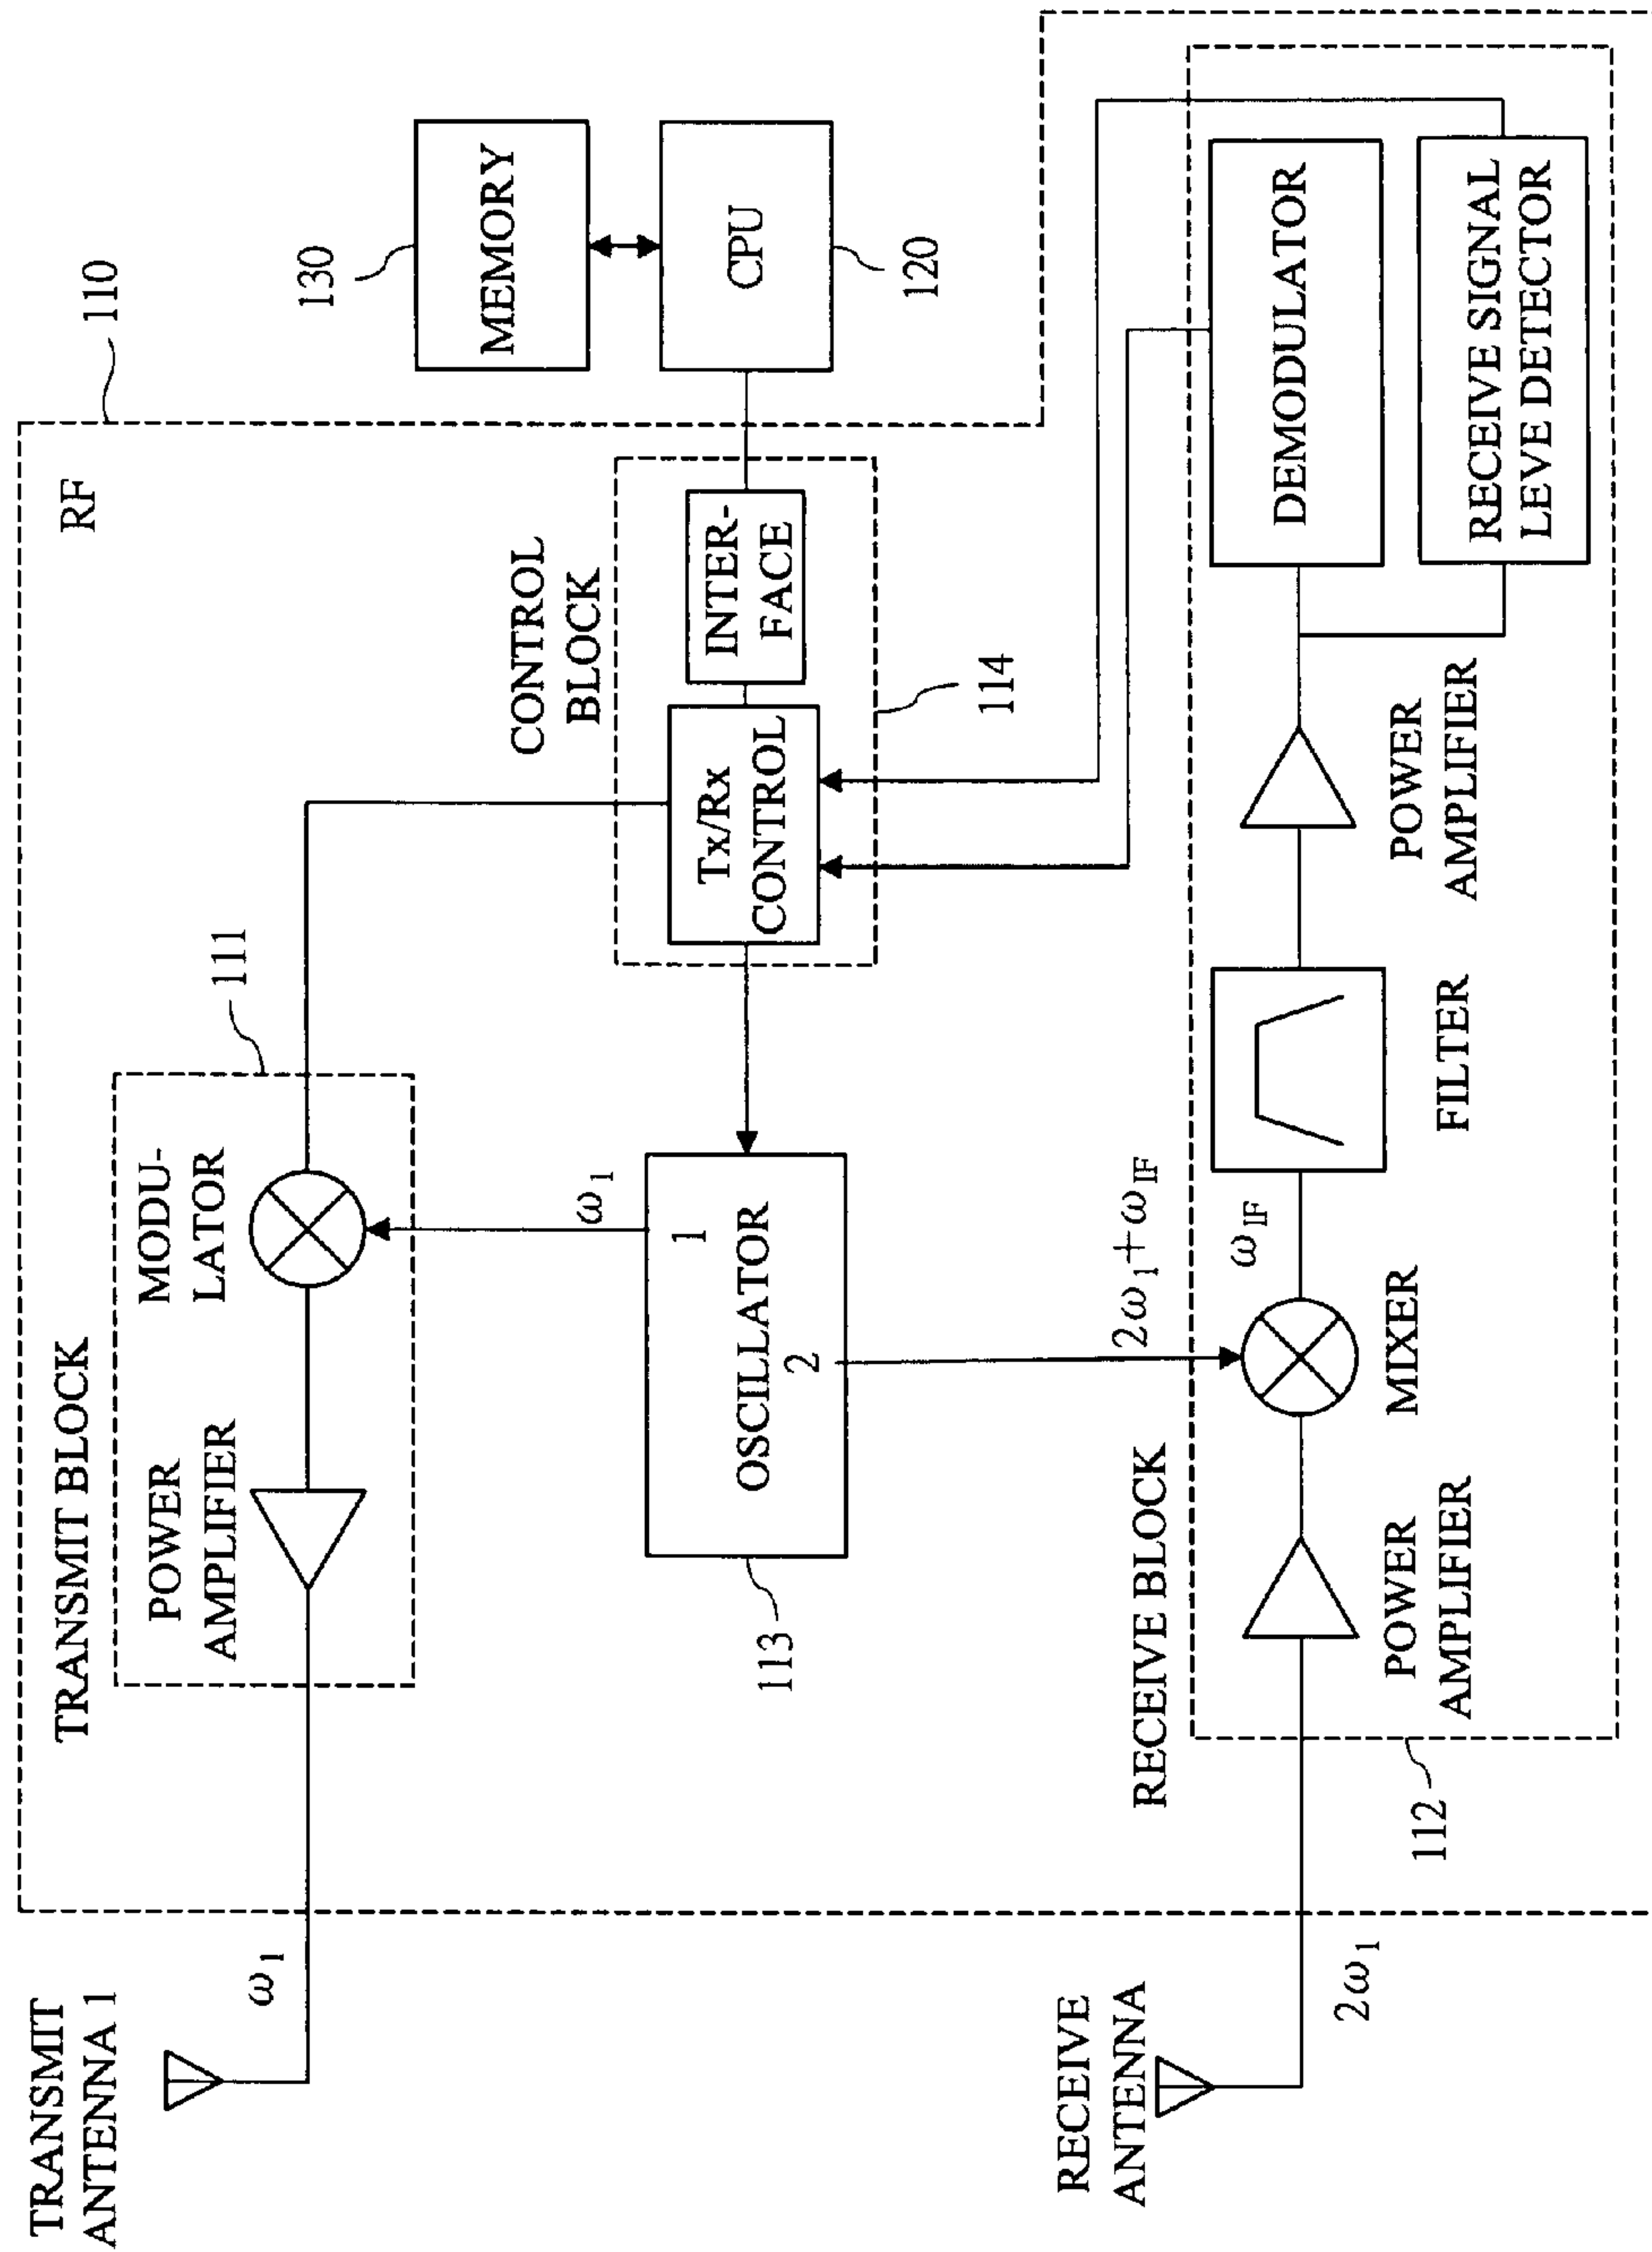 TRANSMIT
ANTENNA 1
ω1
TRANSMIT BLOCK
POWER
AMPLIFIER
MODU-
LATOR
111
RF
110
CONTROL
BLOCK
Tx/Rx
CONTROL
INTER-
FACE
114
130
MEMORY
CPU
120
ω1
1
OSCILLATOR
2
113
2ω1+ωIF
RECEIVE
ANTENNA
2ω1
RECEIVE BLOCK
112
POWER
AMPLIFIER
MIXER
ωIF
FILTER
POWER
AMPLIFIER
DEMODULATOR
RECEIVE SIGNAL
LEVE DETECTOR